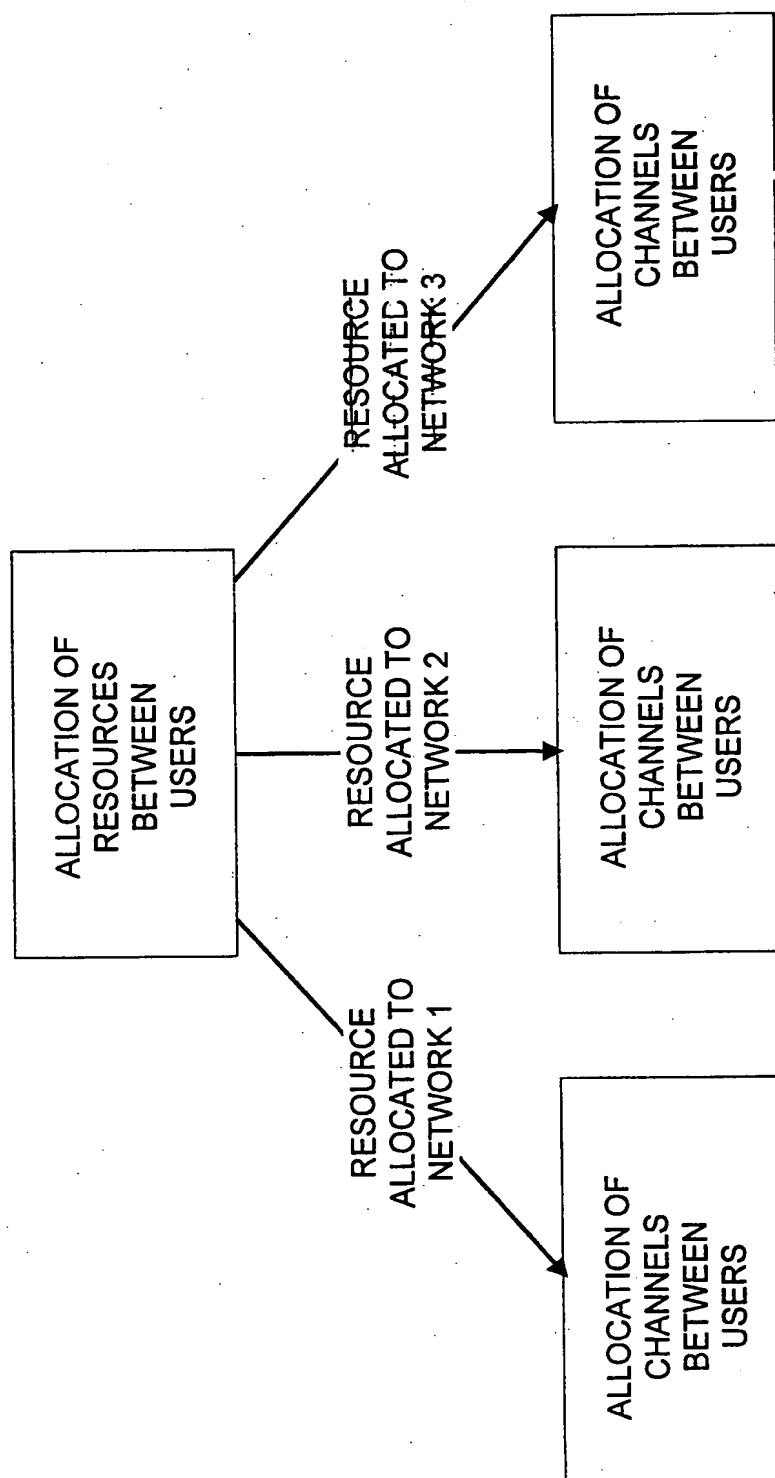 ALLOCATION OF
RESOURCES
BETWEEN
USERS
RESOURCE
ALLOCATED TO
NETWORK 1
RESOURCE
ALLOCATED TO
NETWORK 2
RESOURCE
ALLOCATED TO
NETWORK 3
ALLOCATION OF
CHANNELS
BETWEEN
USERS
ALLOCATION OF
CHANNELS
BETWEEN
USERS
ALLOCATION OF
CHANNELS
BETWEEN
USERS